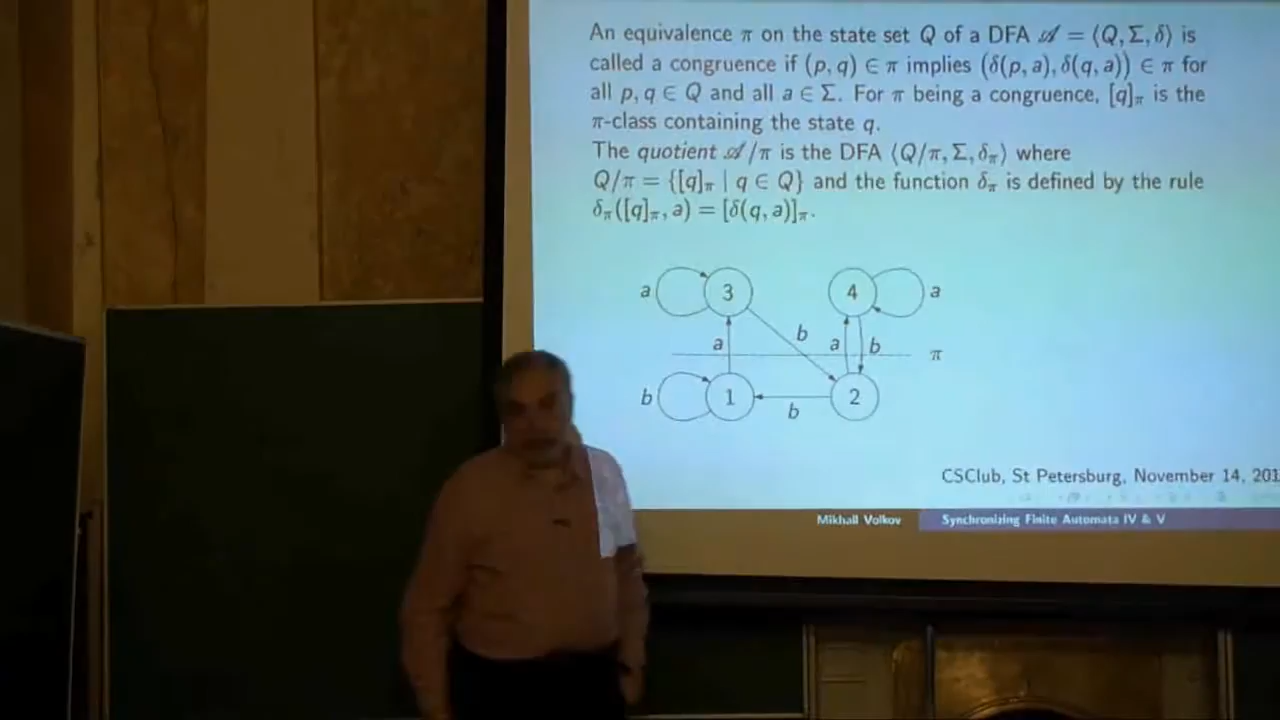 An equivalence π on the state set Q of a DFA 𝒜 = ⟨Q, Σ, δ⟩ is
called a congruence if (p, q) ∈ π implies (δ(p, a), δ(q, a)) ∈ π for
all p, q ∈ Q and all a ∈ Σ. For π being a congruence, [q]π is the
π-class containing the state q.
The quotient 𝒜/π is the DFA ⟨Q/π, Σ, δπ⟩ where
Q/π = {[q]π | q ∈ Q} and the function δπ is defined by the rule
δπ([q]π, a) = [δ(q, a)]π.
a 3 4 a
b
a a b
π
b 1 2
b
CSClub, St Petersburg, November 14, 201
Mikhail Volkov Synchronizing Finite Automata IV & V